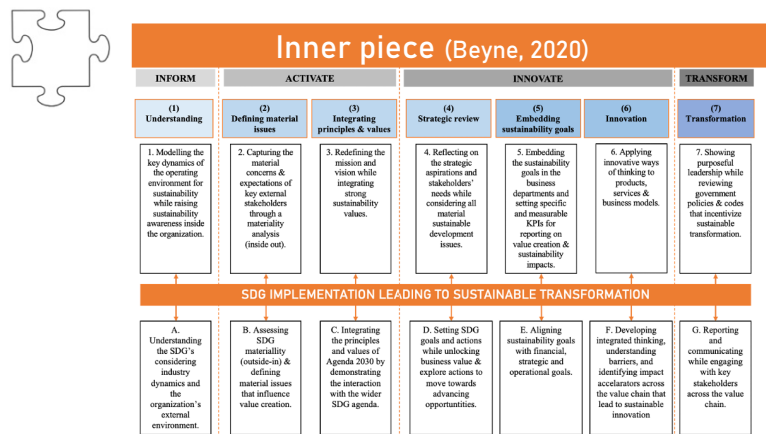 Inner piece (Beyne, 2020)
INFORM
ACTIVATE
INNOVATE
TRANSFORM
(1)
Understanding
(2)
Defining material
issues
(3)
Integrating
principles & values
(4)
Strategic review
(5)
Embedding
sustainability goals
(6)
Innovation
(7)
Transformation
1. Modelling the
key dynamics of
the operating
environment for
sustainability
while raising
sustainability
awareness inside
the organization.
2. Capturing the
material
concerns &
expectations of
key external
stakeholders
through a
materiality
analysis
(inside out).
3. Redefining the
mission and
vision while
integrating
strong
sustainability
values.
4. Reflecting on
the strategic
aspirations and
stakeholders'
needs while
considering all
material
sustainable
development
issues.
5. Embedding
the sustainability
goals in the
business
departments and
setting specific
and measurable
KPIs for
reporting on
value creation &
sustainability
impacts.
6. Applying
innovative ways
of thinking to
products,
services &
business models.
7. Showing
purposeful
leadership while
reviewing
government
policies & codes
that incentivize
sustainable
transformation.
SDG IMPLEMENTATION LEADING TO SUSTAINABLE TRANSFORMATION
A.
Understanding
the SDG's
considering
industry
dynamics and
the
organization's
external
environment.
B. Assessing
SDG
materiallity
(outside-in) &
defining
material issues
that influence
value creation.
C. Integrating
the principles
and values of
Agenda 2030 by
demonstrating
the interaction
with the wider
SDG agenda.
D. Setting SDG
goals and actions
while unlocking
business value &
explore actions to
move towards
advancing
opportunties.
E. Aligning
sustainability goals
with financial,
strategic and
operational goals.
F. Developing
integrated thinking,
understanding
barriers, and
identifying impact
accelarators across
the value chain that
lead to sustainable
innovation
G. Reporting
and
communicating
while engaging
with key
stakeholders
across the value
chain.